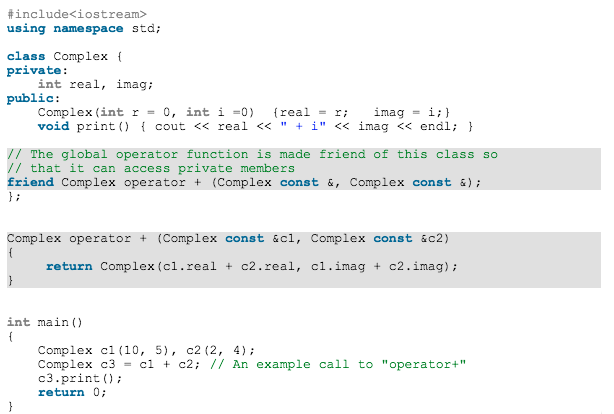 #include<iostream>
using namespace std;
class Complex {
private:
    int real, imag;
public:
    Complex(int r = 0, int i =0)  {real = r;   imag = i;}
    void print() { cout << real << " + i" << imag << endl; }
// The global operator function is made friend of this class so
// that it can access private members
friend Complex operator + (Complex const &, Complex const &);
};
Complex operator + (Complex const &c1, Complex const &c2)
{
     return Complex(c1.real + c2.real, c1.imag + c2.imag);
}
int main()
{
    Complex c1(10, 5), c2(2, 4);
    Complex c3 = c1 + c2; // An example call to "operator+"
    c3.print();
    return 0;
}